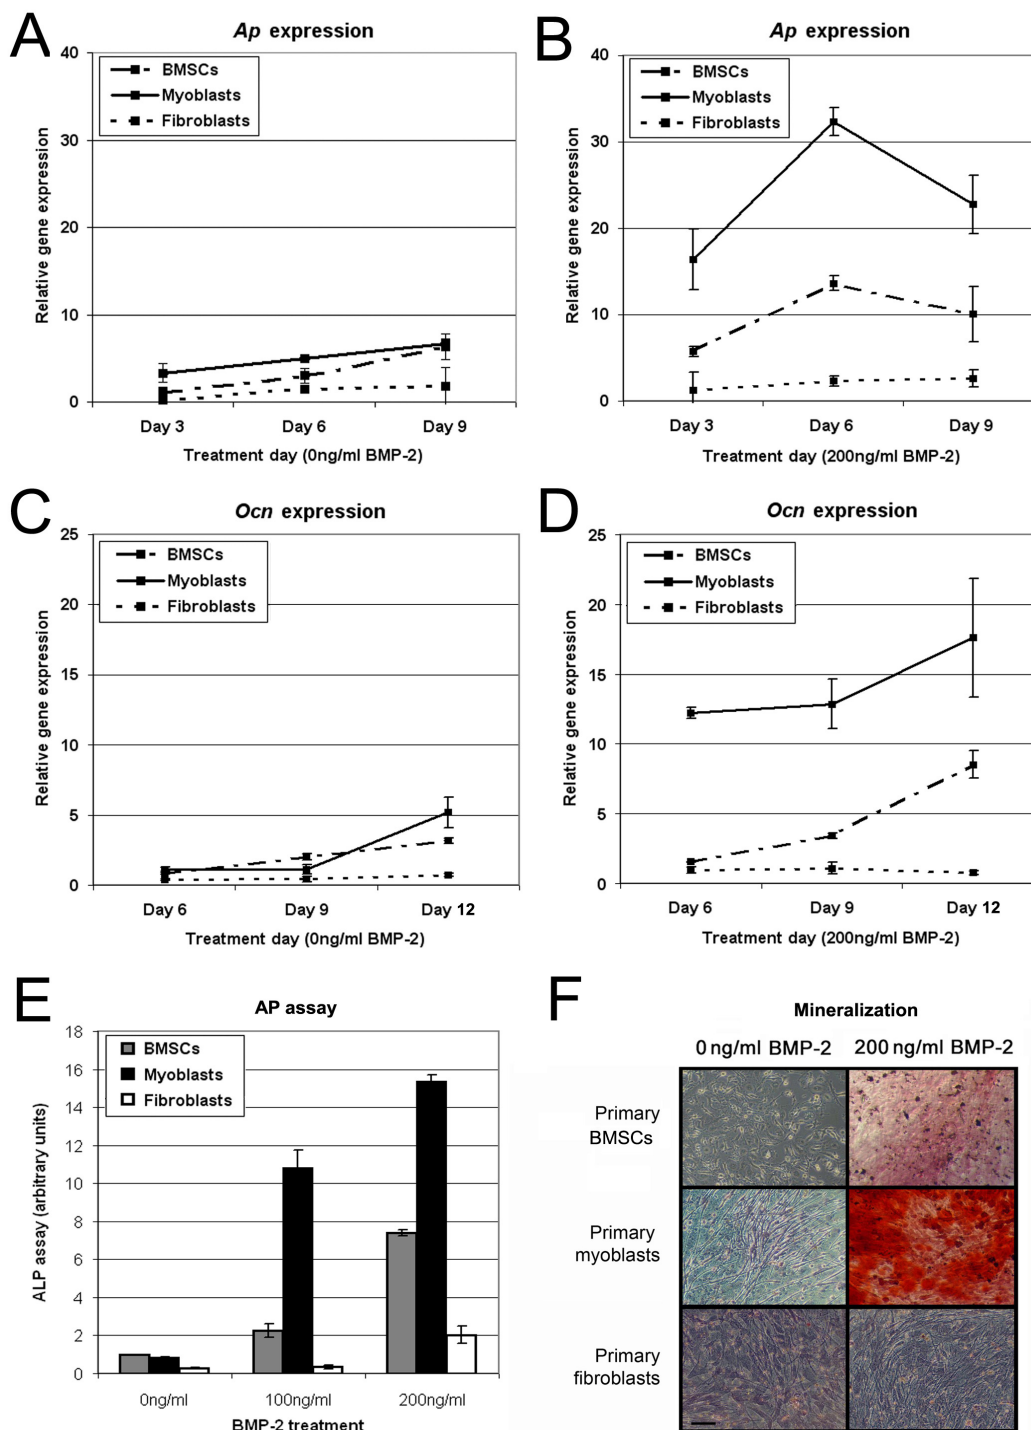 A
Ap expression
40
30
20
10
0
Relative gene expression
BMSCs
Myoblasts
Fibroblasts
Day 3
Day 6
Day 9
Treatment day (0ng/ml BMP-2)
B
Ap expression
40
30
20
10
0
Relative gene expression
BMSCs
Myoblasts
Fibroblasts
Day 3
Day 6
Day 9
Treatment day (200ng/ml BMP-2)
C
Ocn expression
25
20
15
10
5
0
Relative gene expression
BMSCs
Myoblasts
Fibroblasts
Day 6
Day 9
Day 12
Treatment day (0ng/ml BMP-2)
D
Ocn expression
25
20
15
10
5
0
Relative gene expression
BMSCs
Myoblasts
Fibroblasts
Day 6
Day 9
Day 12
Treatment day (200ng/ml BMP-2)
E
AP assay
18
16
14
12
10
8
6
4
2
0
ALP assay (arbitrary units)
BMSCs
Myoblasts
Fibroblasts
0ng/ml
100ng/ml
200ng/ml
BMP-2 treatment
F
Mineralization
0 ng/ml BMP-2
200 ng/ml BMP-2
Primary
BMSCs
Primary
myoblasts
Primary
fibroblasts